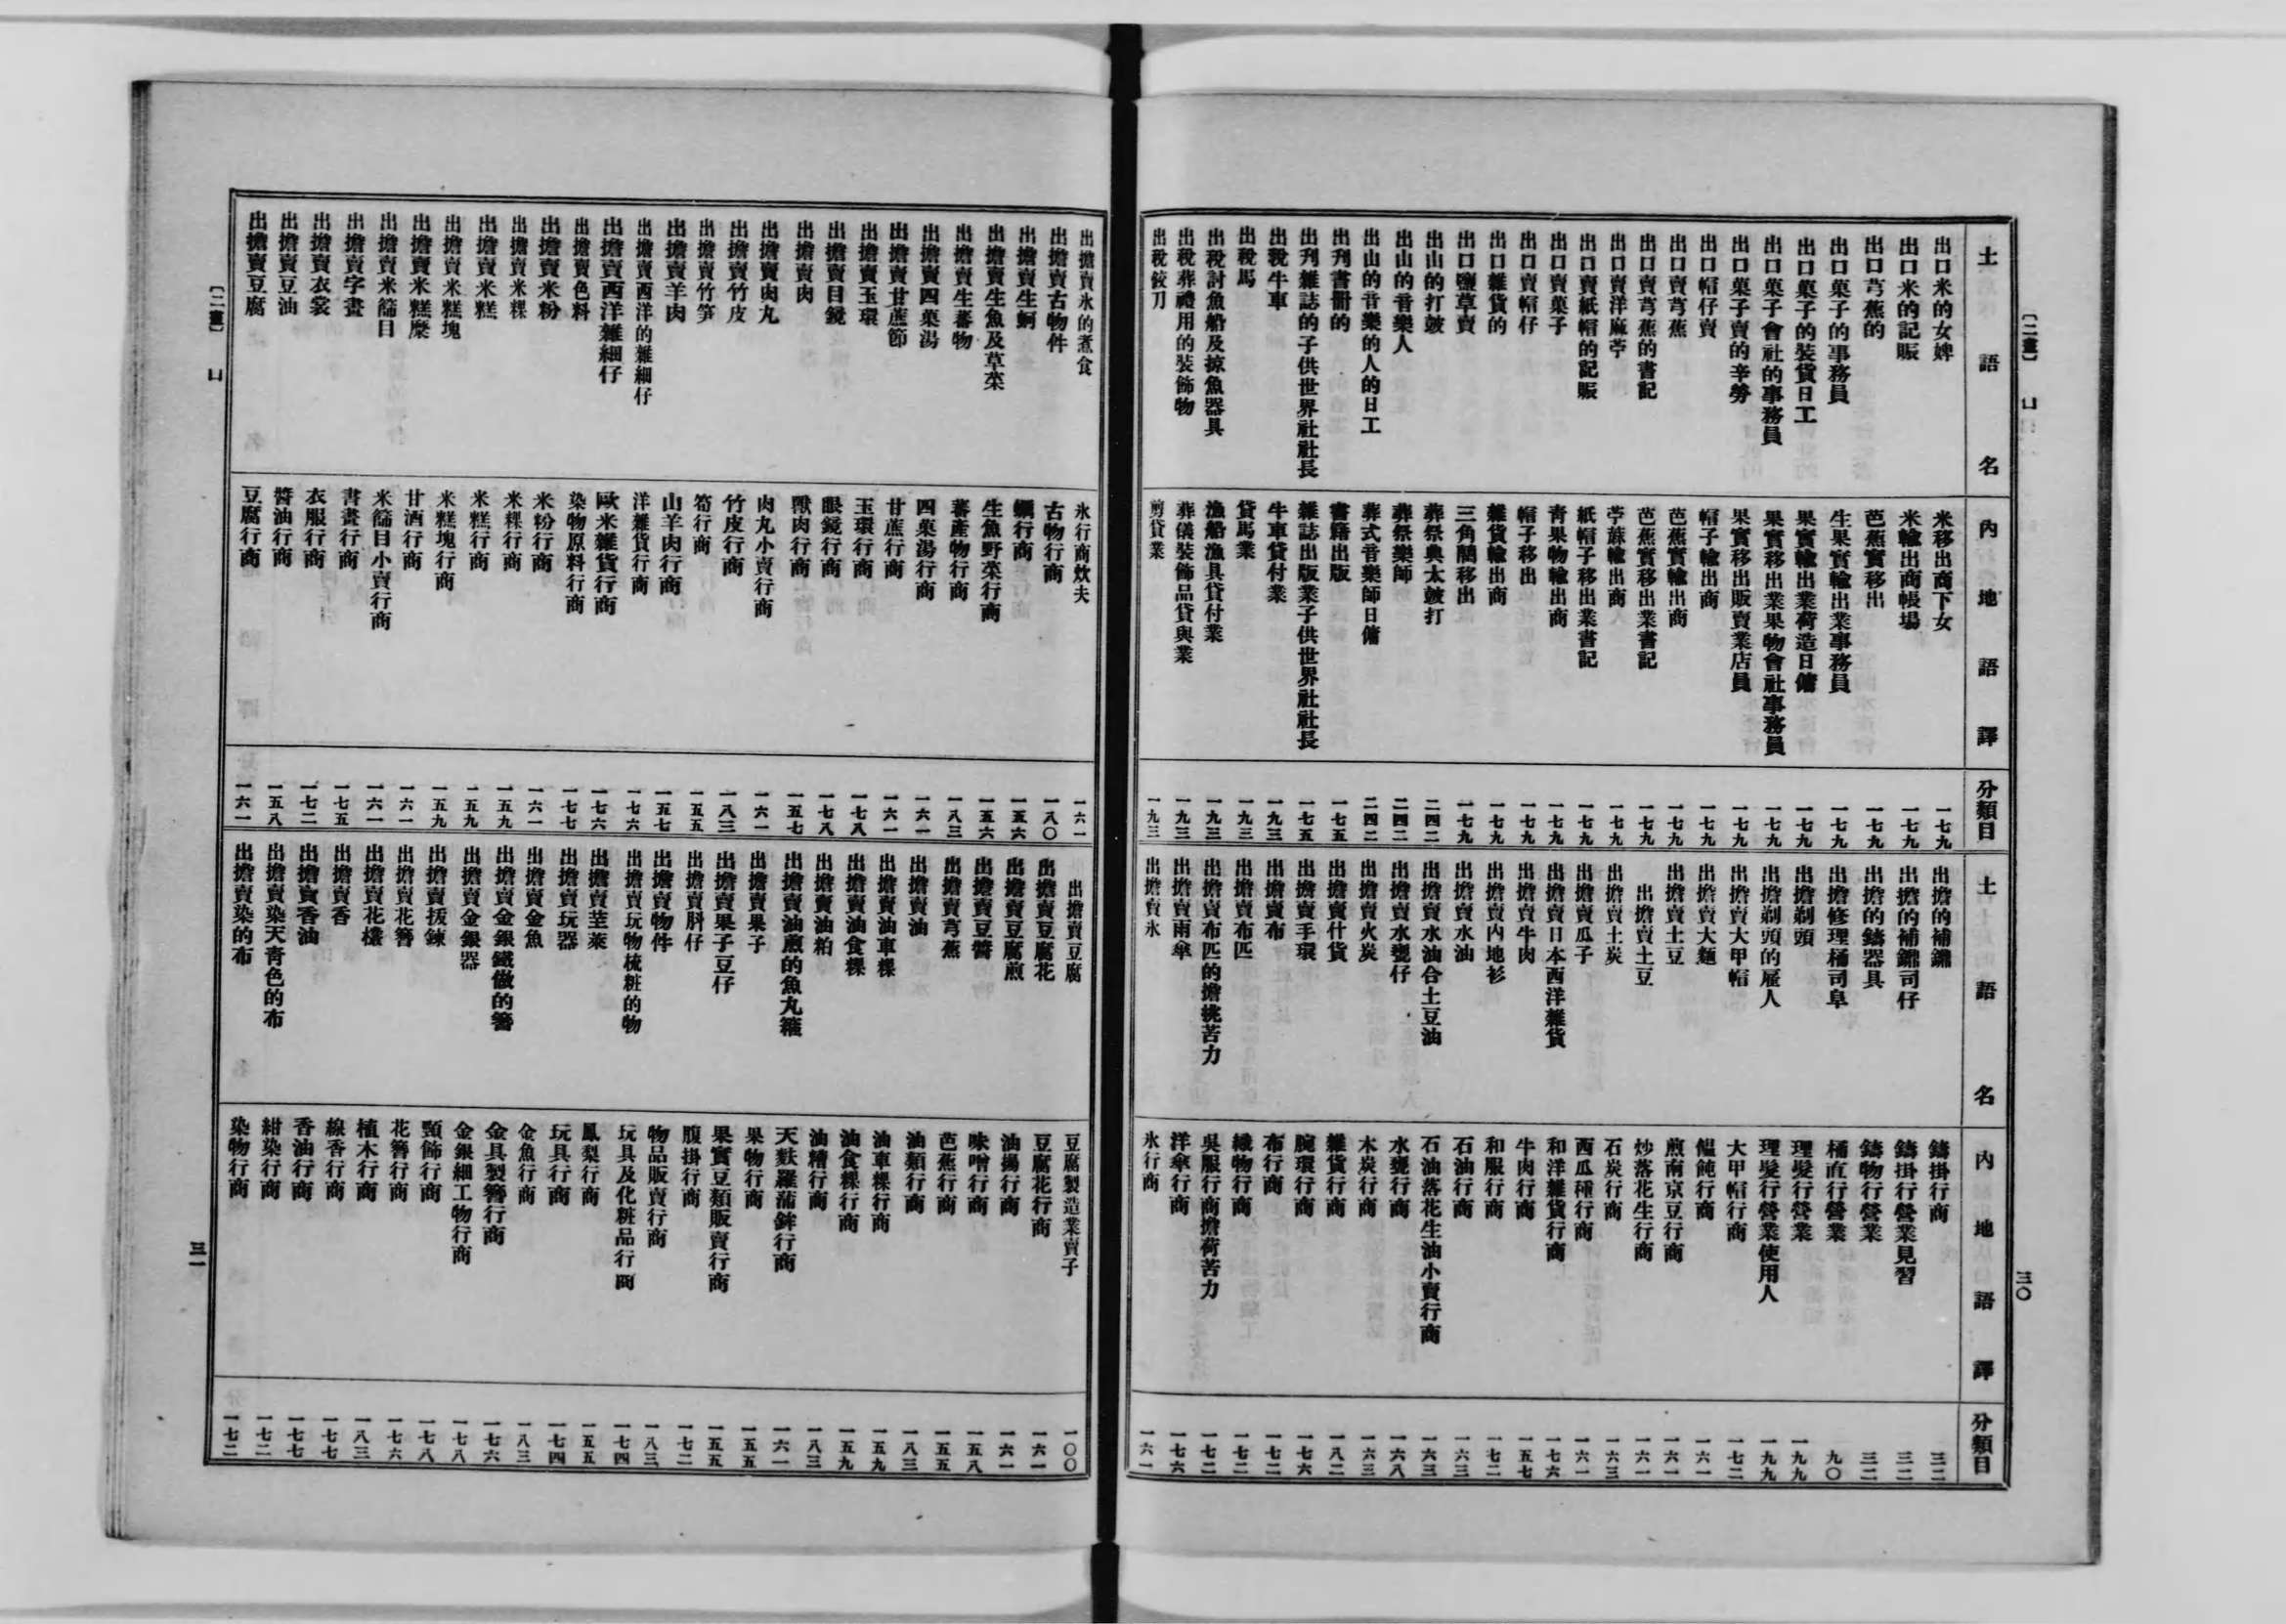 〔二畫〕 凵
三〇
土語名 內地語譯 分類目
出口米的女婢 米移出商下女 一七九
出口米的記賬 米輸出商帳場 一七九
出口芎蕉的 芭蕉實移出 一七九
出口菓子的事務員 生果實輸出業事務員 一七九
出口菓子的裝貨日工 果實輸出業荷造日傭 一七九
出口菓子會社的事務員 果實移出業果物會社事務員 一七九
出口菓子賣的辛勞 果實移出販賣業店員 一七九
出口帽仔賣 帽子輸出商 一七九
出口賣芎蕉 芭蕉實輸出商 一七九
出口賣芎蕉的書記 芭蕉實移出業書記 一七九
出口賣洋麻苧 苧蔴輸出商 一七九
出口賣紙帽的記賬 紙帽子移出業書記 一七九
出口賣菓子 青果物輸出商 一七九
出口賣帽仔 帽子移出 一七九
出口雜貨的 雜貨輸出商 一七九
出口鹽草賣 三角藺移出 一七九
出山的打皷 葬祭典太皷打 二四二
出山的音樂人 葬祭樂師 二四二
出山的音樂的人的日工 葬式音樂師日傭 二四二
出刋書冊的 書籍出版 一七五
出刋雜誌的子供世界社社長 雜誌出版業子供世界社社長 一七五
出稅牛車 牛車貸付業 一九三
出稅馬 貸馬業 一九三
出稅討魚船及掠魚器具 漁船漁具貸付業 一九三
出稅葬禮用的裝飾物 葬儀裝飾品貸與業 一九三
出稅鉸刀 剪貸業 一九三
土語名 內地語譯 分類目
出擔的補鑄 鑄掛行商 三二
出擔的補鑄司仔 鑄掛行營業見習 三二
出擔的鑄器具 鑄物行營業 三二
出擔修理桶司阜 桶直行營業 九〇
出擔剃頭 理髮行營業 一九九
出擔剃頭的雇人 理髮行營業使用人 一九九
出擔賣大甲帽 大甲帽行商 一七二
出擔賣大麵 饂飩行商 一六一
出擔賣土豆 煎南京豆行商 一六一
出擔賣土豆 炒落花生行商 一六一
出擔賣土炭 石炭行商 一六三
出擔賣瓜子 西瓜種行商 一六一
出擔賣日本西洋雜貨 和洋雜貨行商 一七六
出擔賣牛肉 牛肉行商 一五七
出擔賣內地衫 和服行商 一七二
出擔賣水油 石油行商 一六三
出擔賣水油合土豆油 石油落花生油小賣行商 一六三
出擔賣水甕仔 水甕行商 一六八
出擔賣火炭 木炭行商 一六三
出擔賣什貨 雜貨行商 一八二
出擔賣手環 腕環行商 一七六
出擔賣布 布行商 一七二
出擔賣布匹 織物行商 一七二
出擔賣布匹的擔挑苦力 吳服行商擔荷苦力 一七二
出擔賣雨傘 洋傘行商 一七六
出擔賣氷 氷行商 一六一
出擔賣氷的煮食 氷行商炊夫 一六一
出擔賣古物件 古物行商 一八〇
出擔賣生蚵 蠣行商 一五六
出擔賣生魚及草菜 生魚野菜行商 一五六
出擔賣生蕃物 蕃產物行商 一八三
出擔賣四菓湯 四菓湯行商 一六一
出擔賣甘蔗節 甘蔗行商 一六一
出擔賣玉環 玉環行商 一七八
出擔賣目鏡 眼鏡行商 一七八
出擔賣肉 獸肉行商 一五七
出擔賣肉丸 肉丸小賣行商 一六一
出擔賣竹皮 竹皮行商 一八三
出擔賣竹笋 筍行商 一五五
出擔賣羊肉 山羊肉行商 一五七
出擔賣西洋的雜細仔 洋雜貨行商 一七六
出擔賣西洋雜細仔 歐米雜貨行商 一七六
出擔賣色料 染物原料行商 一七七
出擔賣米粉 米粉行商 一六一
出擔賣米粿 米粿行商 一五九
出擔賣米糕 米糕行商 一五九
出擔賣米糕塊 米糕塊行商 一五九
出擔賣米糕糜 甘酒行商 一六一
出擔賣米篩目 米篩目小賣行商 一六一
出擔賣字畫 書畫行商 一七五
出擔賣衣裳 衣服行商 一七二
出擔賣豆油 醬油行商 一五八
出擔賣豆腐 豆腐行商 一六一
出擔賣豆腐 豆腐製造業賣子 一〇〇
出擔賣豆腐花 豆腐花行商 一六一
出擔賣豆腐煎 油揚行商 一六一
出擔賣豆醬 味噌行商 一五八
出擔賣芎蕉 芭蕉行商 一五五
出擔賣油 油類行商 一八三
出擔賣油車粿 油車粿行商 一五九
出擔賣油食粿 油食粿行商 一五九
出擔賣油粕 油糟行商 一八三
出擔賣油煎的魚丸 天麩羅蒲鉾行商 一六一
出擔賣果子 果物行商 一五五
出擔賣果子豆仔 果實豆類販賣行商 一五五
出擔賣肚仔 腹掛行商 一七二
出擔賣物件 物品販賣行商 一八三
出擔賣玩物梳粧的物 玩具及化粧品行商 一七四
出擔賣莿萊 鳳梨行商 一五五
出擔賣玩器 玩具行商 一七四
出擔賣金魚 金魚行商 一八三
出擔賣金銀鐵做的簪 金具製簪行商 一七六
出擔賣金銀器 金銀細工物行商 一七八
出擔賣 鍊 頸飾行商 一七八
出擔賣花簪 花簪行商 一七六
出擔賣花欉 植木行商 一八三
出擔賣香 線香行商 一七七
出擔賣香油 香油行商 一七七
出擔賣染天青色的布 紺染行商 一七二
出擔賣染的布 染物行商 一七二
〔二畫〕 凵
三一